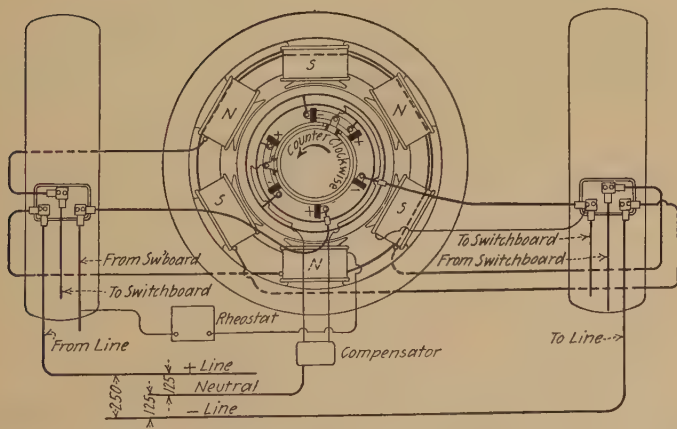 S
N
N
Counter Clockwise
+
+
+
S
S
N
From Sw'board
To Switchboard
Rheostat
Compensator
From Line
To Switchboard
From Switchboard
To Line
+ Line
Neutral
- Line
250
125
125